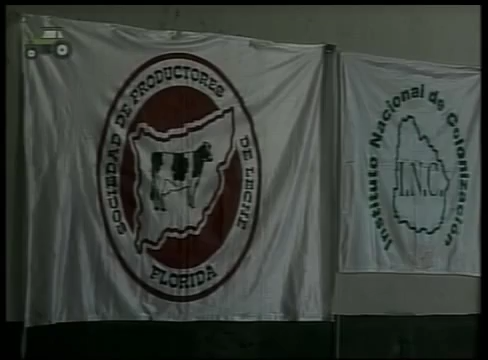 SOCIEDAD DE PRODUCTORES DE LECHE
FLORIDA
Instituto Nacional de Colonización
I.N.C.